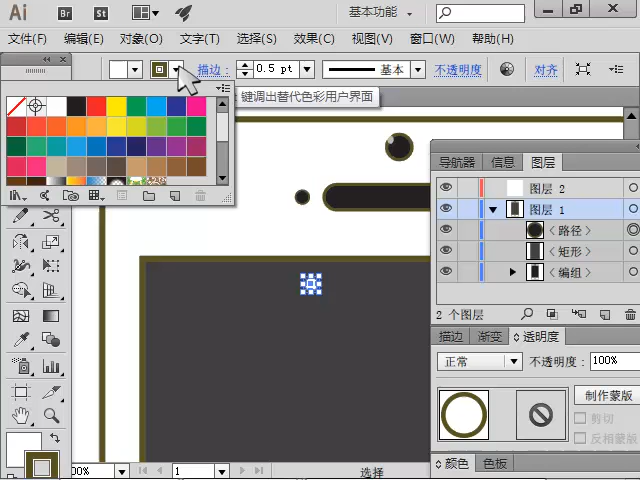 Ai Br St 基本功能
文件(F) 编辑(E) 对象(O) 文字(T) 选择(S) 效果(C) 视图(V) 窗口(W) 帮助(H)
描边: 0.5 pt 基本 不透明度 对齐
键调出替代色彩用户界面
导航器 信息 图层
图层 2
图层 1
<路径>
<矩形>
<编组>
2 个图层
描边 渐变 透明度
正常 不透明度: 100%
制作蒙版
剪切
反相蒙版
颜色 色板
00% 1 选择